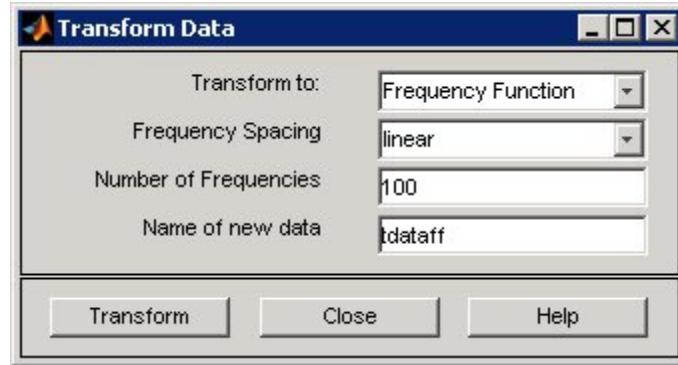 Transform Data
Transform to: Frequency Function
Frequency Spacing linear
Number of Frequencies 100
Name of new data tdataff
Transform Close Help